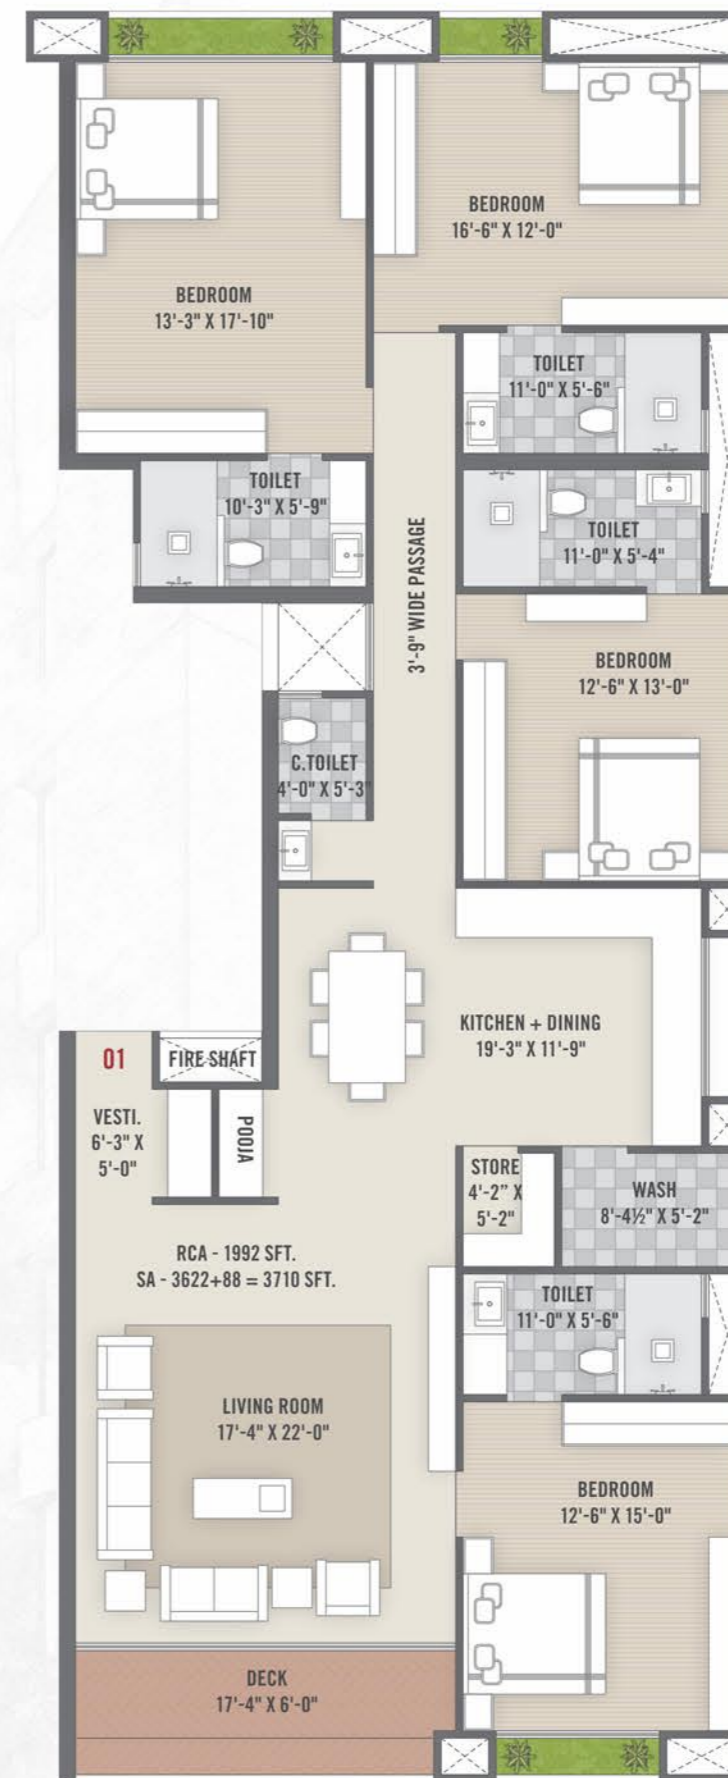 BEDROOM
16'-6" X 12'-0"
BEDROOM
13'-3" X 17'-10"
TOILET
11'-0" X 5'-6"
TOILET
10'-3" X 5'-9"
TOILET
11'-0" X 5'-4"
3'-9" WIDE PASSAGE
BEDROOM
12'-6" X 13'-0"
C.TOILET
4'-0" X 5'-3"
KITCHEN + DINING
19'-3" X 11'-9"
01
FIRE SHAFT
VESTI.
6'-3" X
5'-0"
POOJA
STORE
4'-2” X
5'-2"
WASH
8'-4½" X 5'-2"
RCA - 1992 SFT.
SA - 3622+88 = 3710 SFT.
TOILET
11'-0" X 5'-6"
LIVING ROOM
17'-4" X 22'-0"
BEDROOM
12'-6" X 15'-0"
DECK
17'-4" X 6'-0"